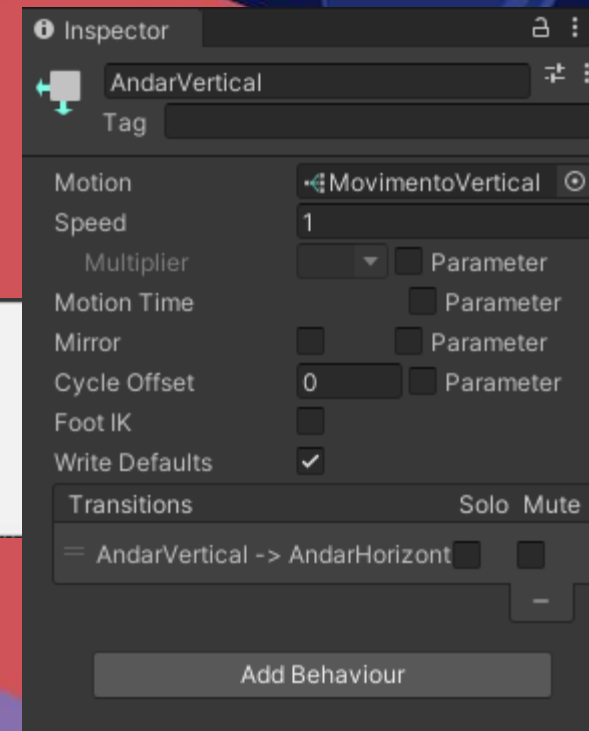 Inspector
AndarVertical
Tag
Motion MovimentoVertical
Speed 1
Multiplier Parameter
Motion Time Parameter
Mirror Parameter
Cycle Offset 0 Parameter
Foot IK
Write Defaults
Transitions Solo Mute
AndarVertical -> AndarHorizont
Add Behaviour